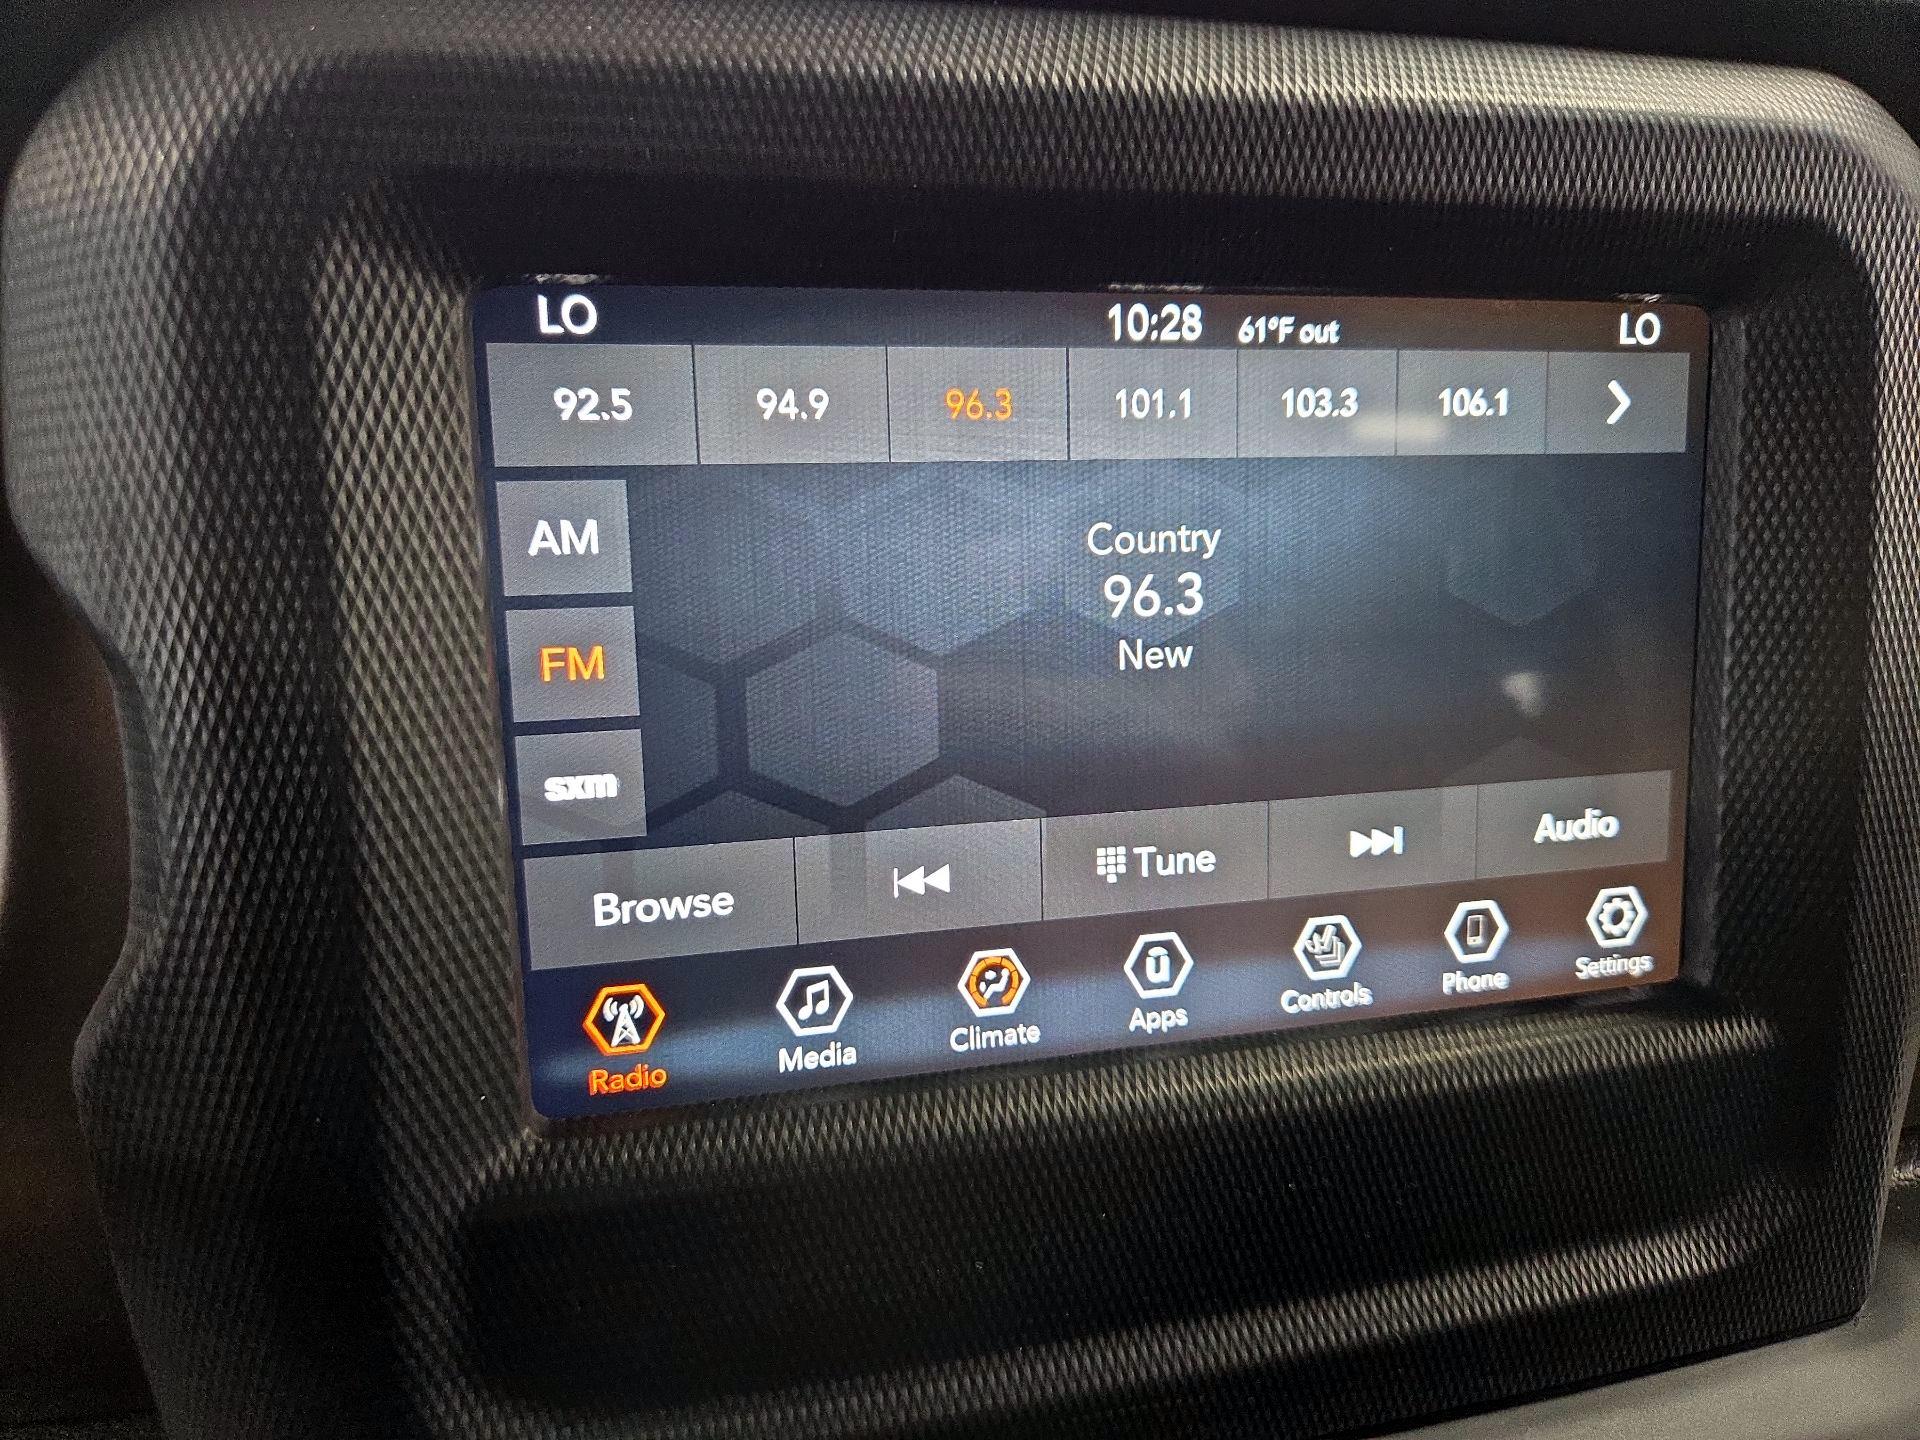 LO 10:28 61°F out LO
92.5 94.9 96.3 101.1 103.3 106.1
AM
FM
sxm
Country
96.3
New
Browse Tune Audio
Radio Media Climate Apps Controls Phone Settings